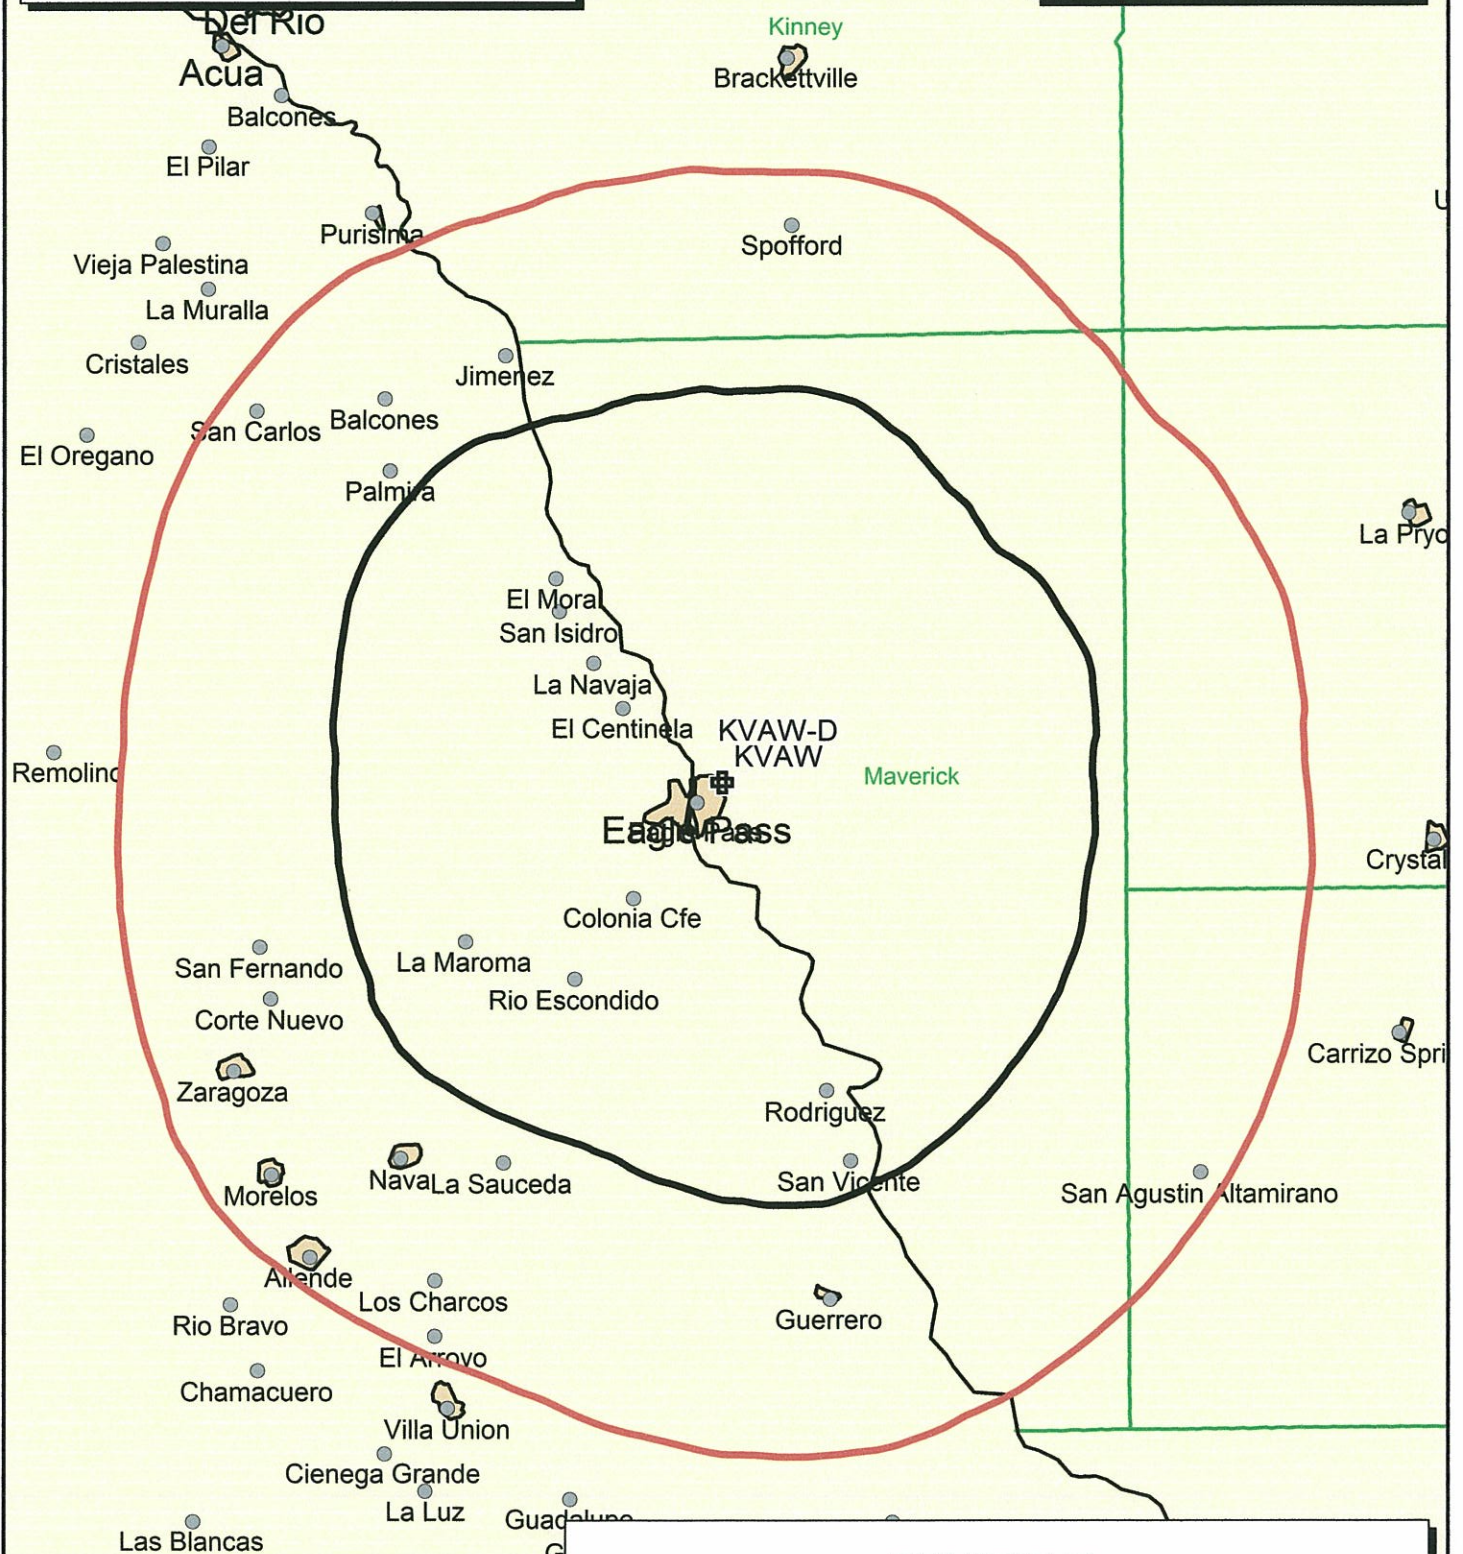 Del Rio
Kinney
Acua
Brackettville
Balcones
El Pilar
Purisima
Spofford
Vieja Palestina
La Muralla
Cristales
Jimenez
San Carlos
Balcones
El Oregano
Palmira
La Pryo
El Moral
San Isidro
La Navaja
El Centinela
KVAW-D
KVAW
Remolino
Maverick
Eagle Pass
Crystal
Colonia Cfe
San Fernando
La Maroma
Rio Escondido
Corte Nuevo
Carrizo Spri
Zaragoza
Rodriguez
Nava
La Sauceda
San Vicente
Morelos
San Agustin Altamirano
Allende
Los Charcos
Rio Bravo
Guerrero
El Arroyo
Chamacuero
Villa Union
Cienega Grande
La Luz
Guadalupe
Las Blancas